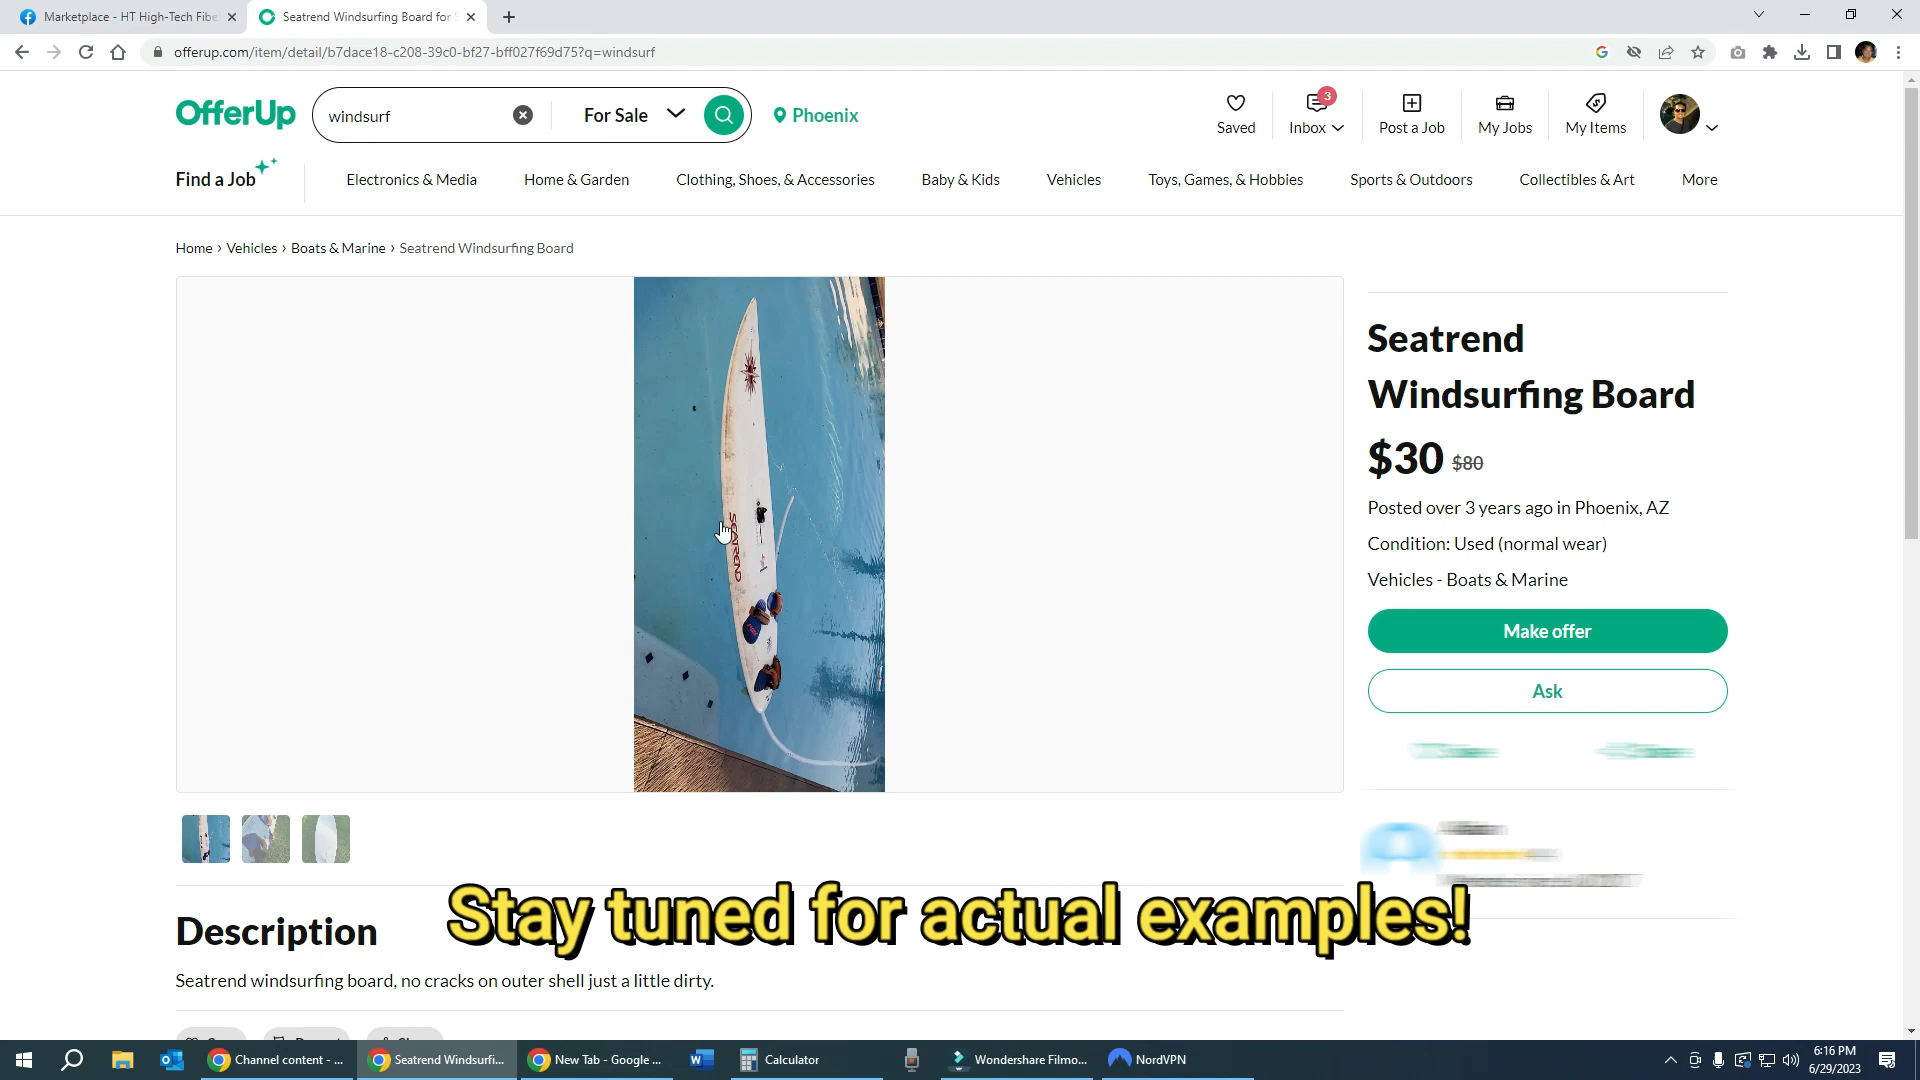 Marketplace - HT High-Tech Fibe
Seatrend Windsurfing Board for S
offerup.com/item/detail/b7dace18-c208-39c0-bf27-bff027f69d75?q=windsurf
OfferUp
windsurf
For Sale
Phoenix
Saved
3
Inbox
Post a Job
My Jobs
My Items
Find a Job
Electronics & Media
Home & Garden
Clothing, Shoes, & Accessories
Baby & Kids
Vehicles
Toys, Games, & Hobbies
Sports & Outdoors
Collectibles & Art
More
Home › Vehicles › Boats & Marine › Seatrend Windsurfing Board
SEATREND
Seatrend
Windsurfing Board
$30 $80
Posted over 3 years ago in Phoenix, AZ
Condition: Used (normal wear)
Vehicles - Boats & Marine
Make offer
Ask
Stay tuned for actual examples!
Description
Seatrend windsurfing board, no cracks on outer shell just a little dirty.
Channel content - ...
Seatrend Windsurfi...
New Tab - Google ...
Calculator
Wondershare Filmo...
NordVPN
6:16 PM
6/29/2023